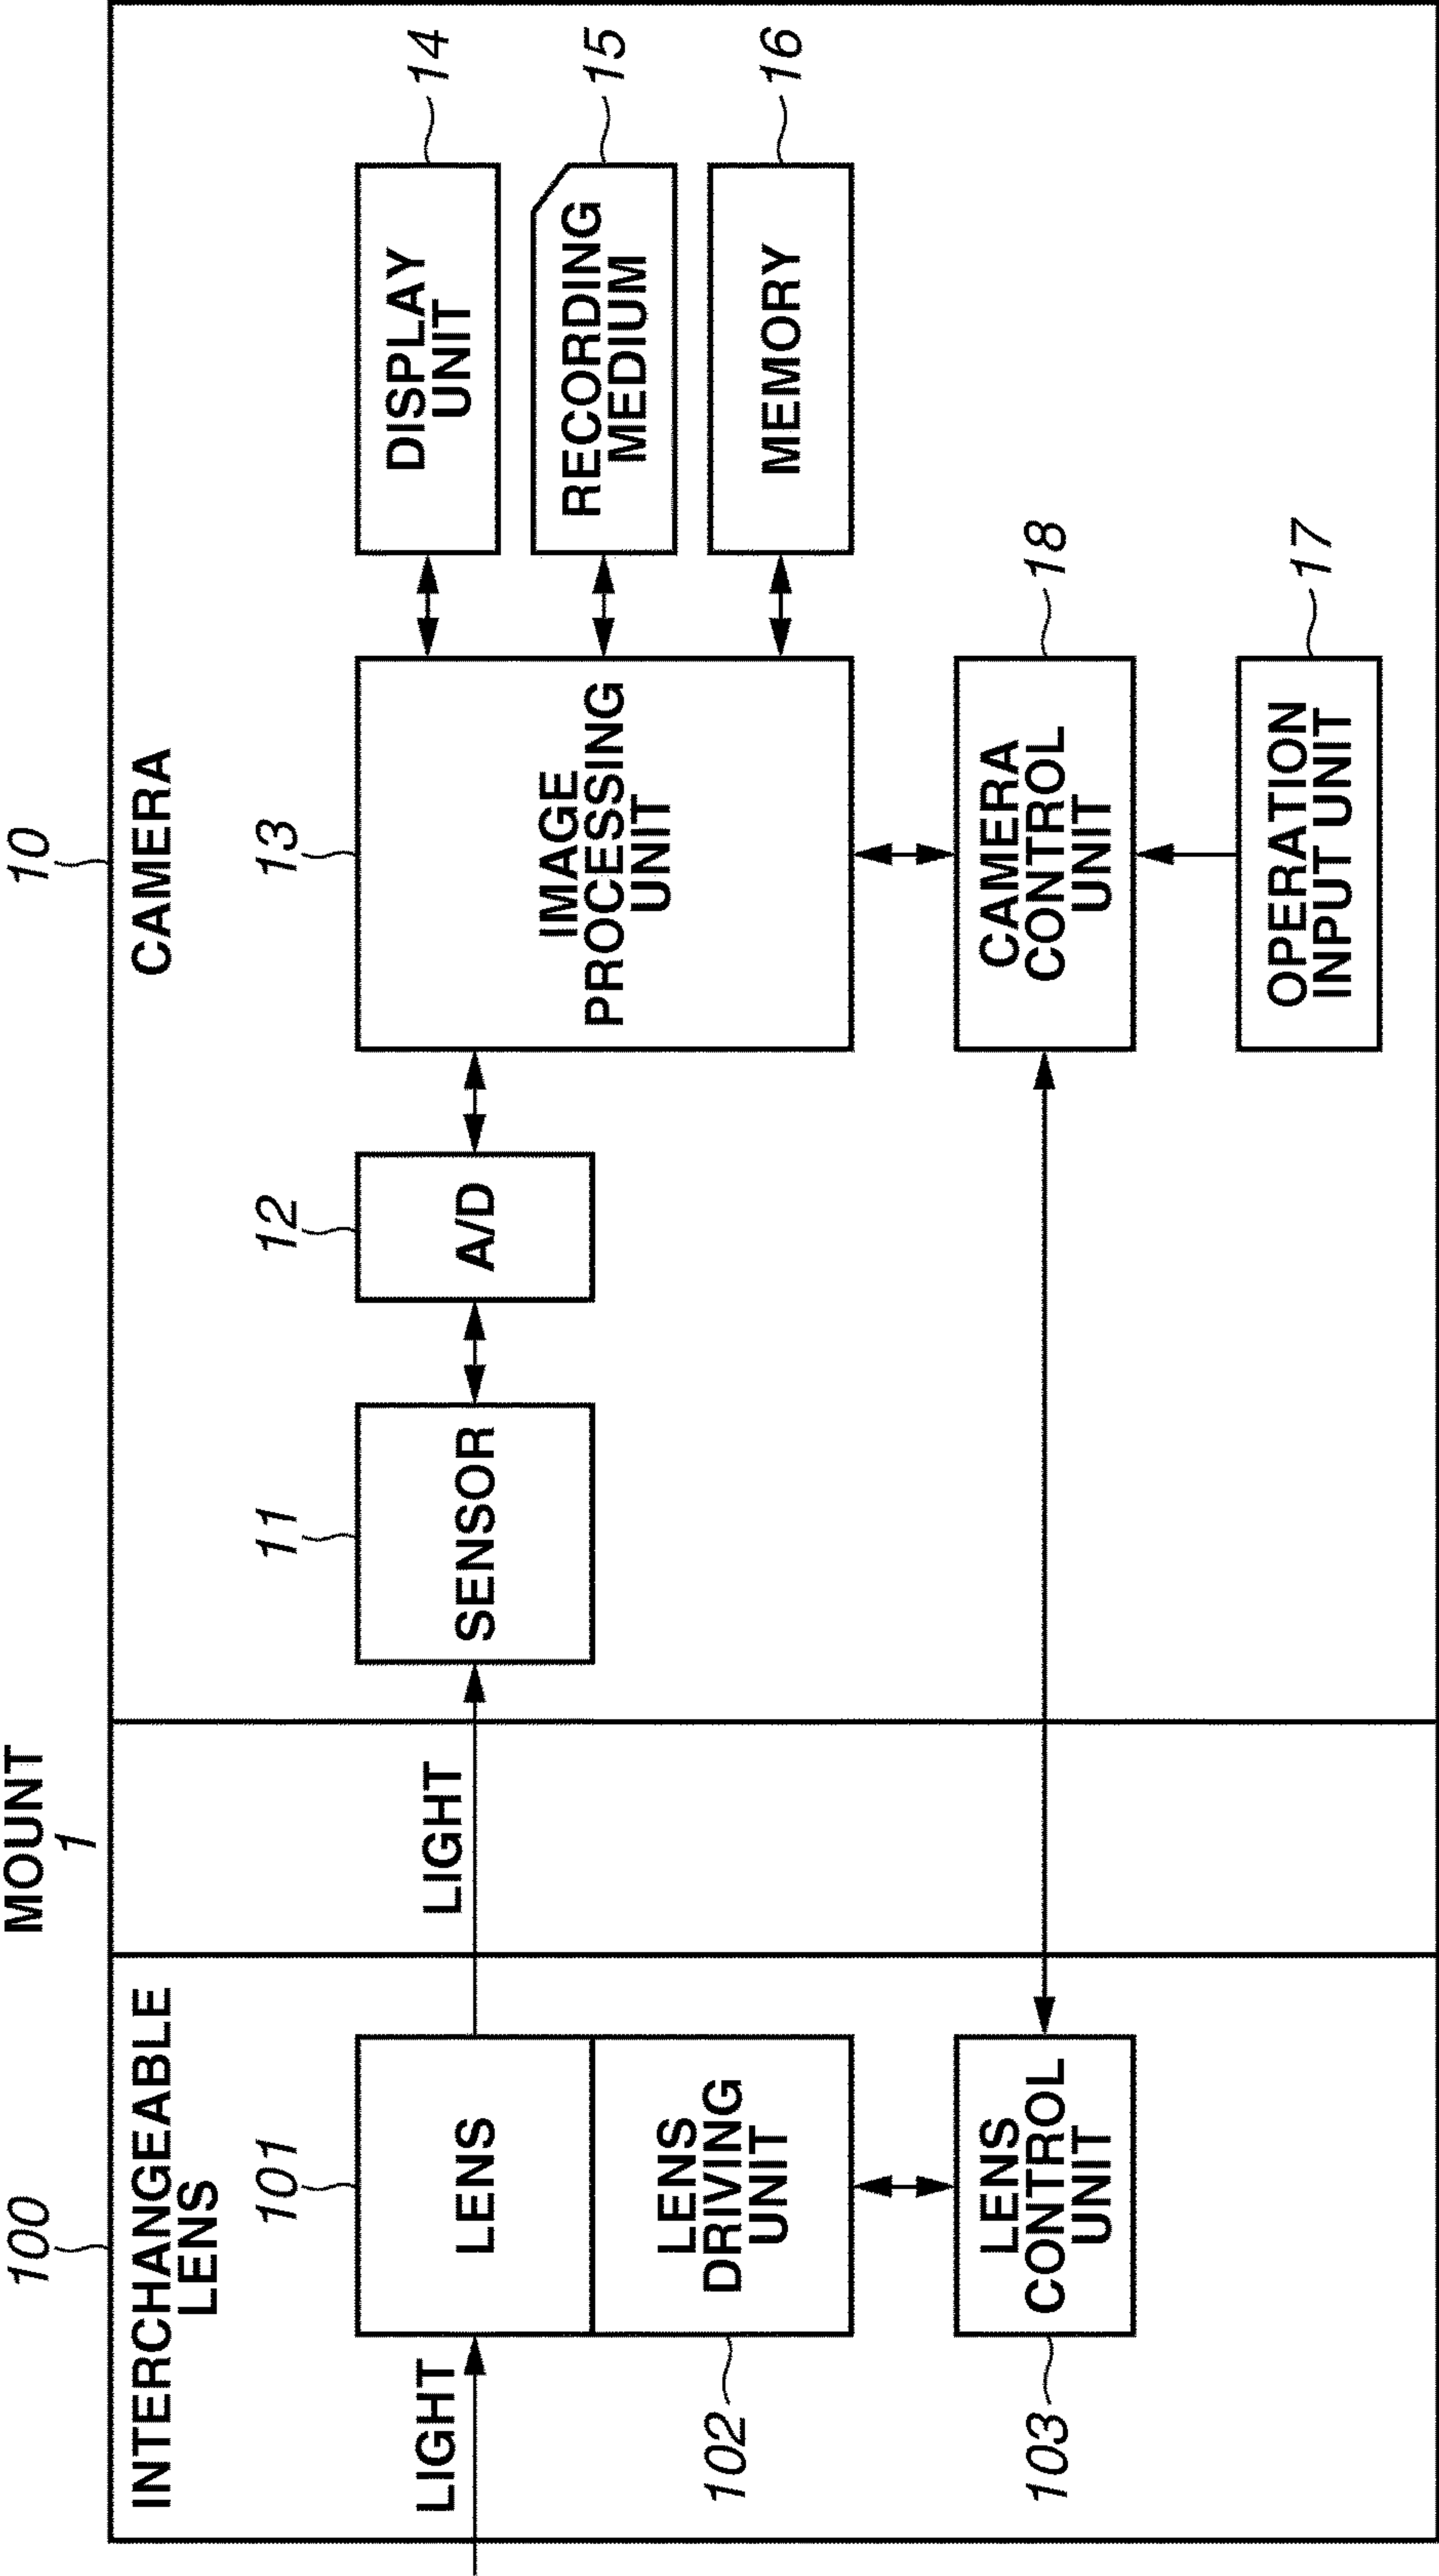 100
INTERCHANGEABLE
LENS
MOUNT
1
10
CAMERA
LIGHT
101
LENS
LENS
DRIVING
UNIT
102
LENS
CONTROL
UNIT
103
LIGHT
11
SENSOR
12
A/D
13
IMAGE
PROCESSING
UNIT
DISPLAY
UNIT
14
RECORDING
MEDIUM
15
MEMORY
16
CAMERA
CONTROL
UNIT
18
OPERATION
INPUT UNIT
17